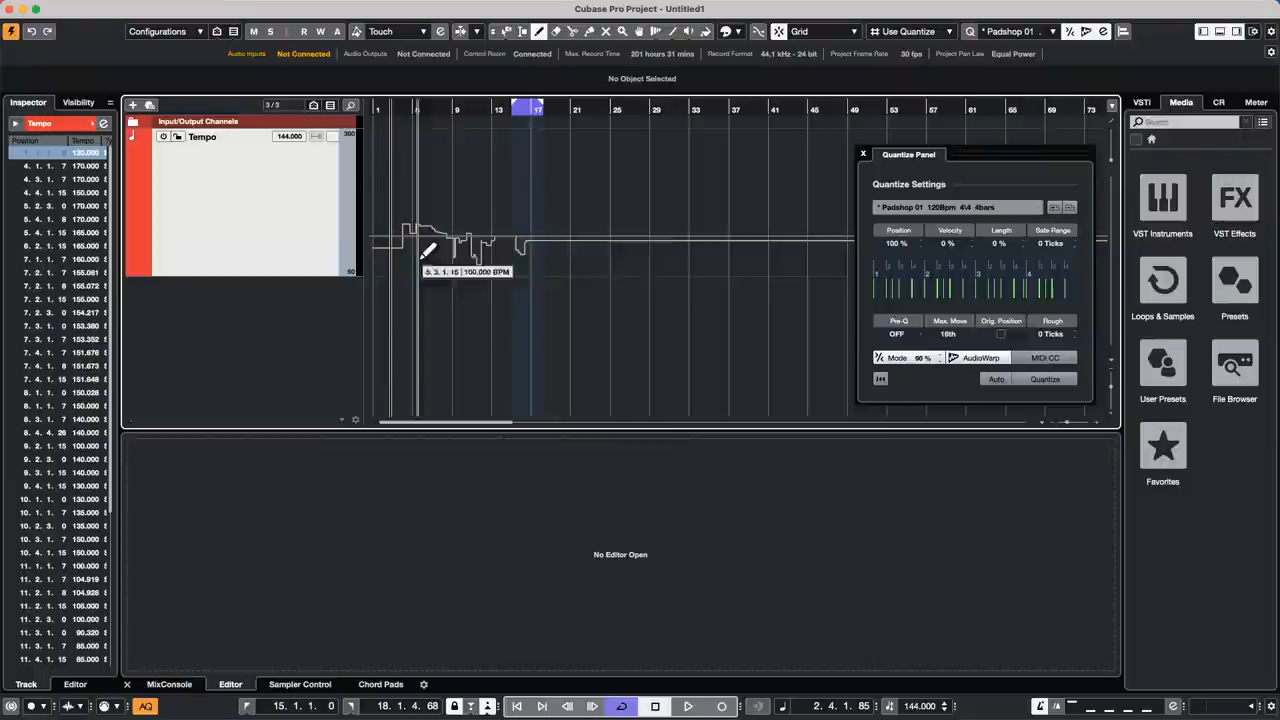 Cubase Pro Project - Untitled1
Configurations M S L R W A Touch Grid Use Quantize * Padshop 01
Audio Inputs Not Connected Audio Outputs Not Connected Control Room Connected Max. Record Time 201 hours 31 mins Record Format 44.1 kHz - 24 bit Project Frame Rate 30 fps Project Pan Law Equal Power
No Object Selected
Inspector Visibility
3 / 3
1 9 13 17 21 25 29 33 37 41 45 49 53 57 61 65 69 73
VSTi Media CR Meter
Search
Tempo
Input/Output Channels
Tempo 144.000
Position Tempo
120.000
4. 1. 1. 7 170.000
4. 3. 1. 7 170.000
4. 4. 1. 15 150.000
5. 2. 1. 8 150.000
5. 3. 1. 8 170.000
5. 4. 1. 7 165.000
6. 2. 1. 15 165.000
7. 1. 1. 7 160.000
7. 2. 1. 7 155.081
7. 2. 1. 8 155.072
7. 2. 1. 15 155.000
7. 2. 3. 0 154.217
7. 3. 1. 0 153.380
7. 3. 1. 7 153.352
7. 4. 1. 7 151.676
7. 4. 1. 8 151.673
7. 4. 1. 15 151.548
8. 1. 1. 0 150.028
8. 1. 1. 7 150.000
8. 3. 1. 0 140.000
8. 4. 4. 26 140.000
9. 2. 1. 15 100.000
9. 2. 3. 0 140.000
9. 3. 1. 15 130.000
10. 1. 1. 0 130.000
10. 1. 1. 7 135.000
10. 2. 3. 0 135.000
10. 3. 1. 7 150.000
10. 4. 1. 15 150.000
11. 1. 1. 7 100.000
11. 2. 1. 7 104.919
11. 2. 1. 8 104.928
11. 2. 1. 15 105.000
11. 2. 3. 0 100.000
11. 3. 1. 0 90.320
11. 3. 1. 7 85.000
11. 4. 1. 15 85.000
360
60
5. 3. 1. 15 | 100.000 BPM
Quantize Panel
Quantize Settings
* Padshop 01 120Bpm 4\4 4bars
Position Velocity Length Swing Range
100 % 0 % 0 % 0 Ticks
1 2 3 4
Pre-Q Max. Move Orig. Position Rough
OFF 16th 0 Ticks
Mode 90 % AudioWarp MIDI CC
Auto Quantize
VST Instruments VST Effects
Loops & Samples Presets
User Presets File Browser
Favorites
No Editor Open
Track Editor MixConsole Editor Sampler Control Chord Pads
AQ 15. 1. 1. 0 18. 1. 4. 68 2. 4. 1. 85 144.000